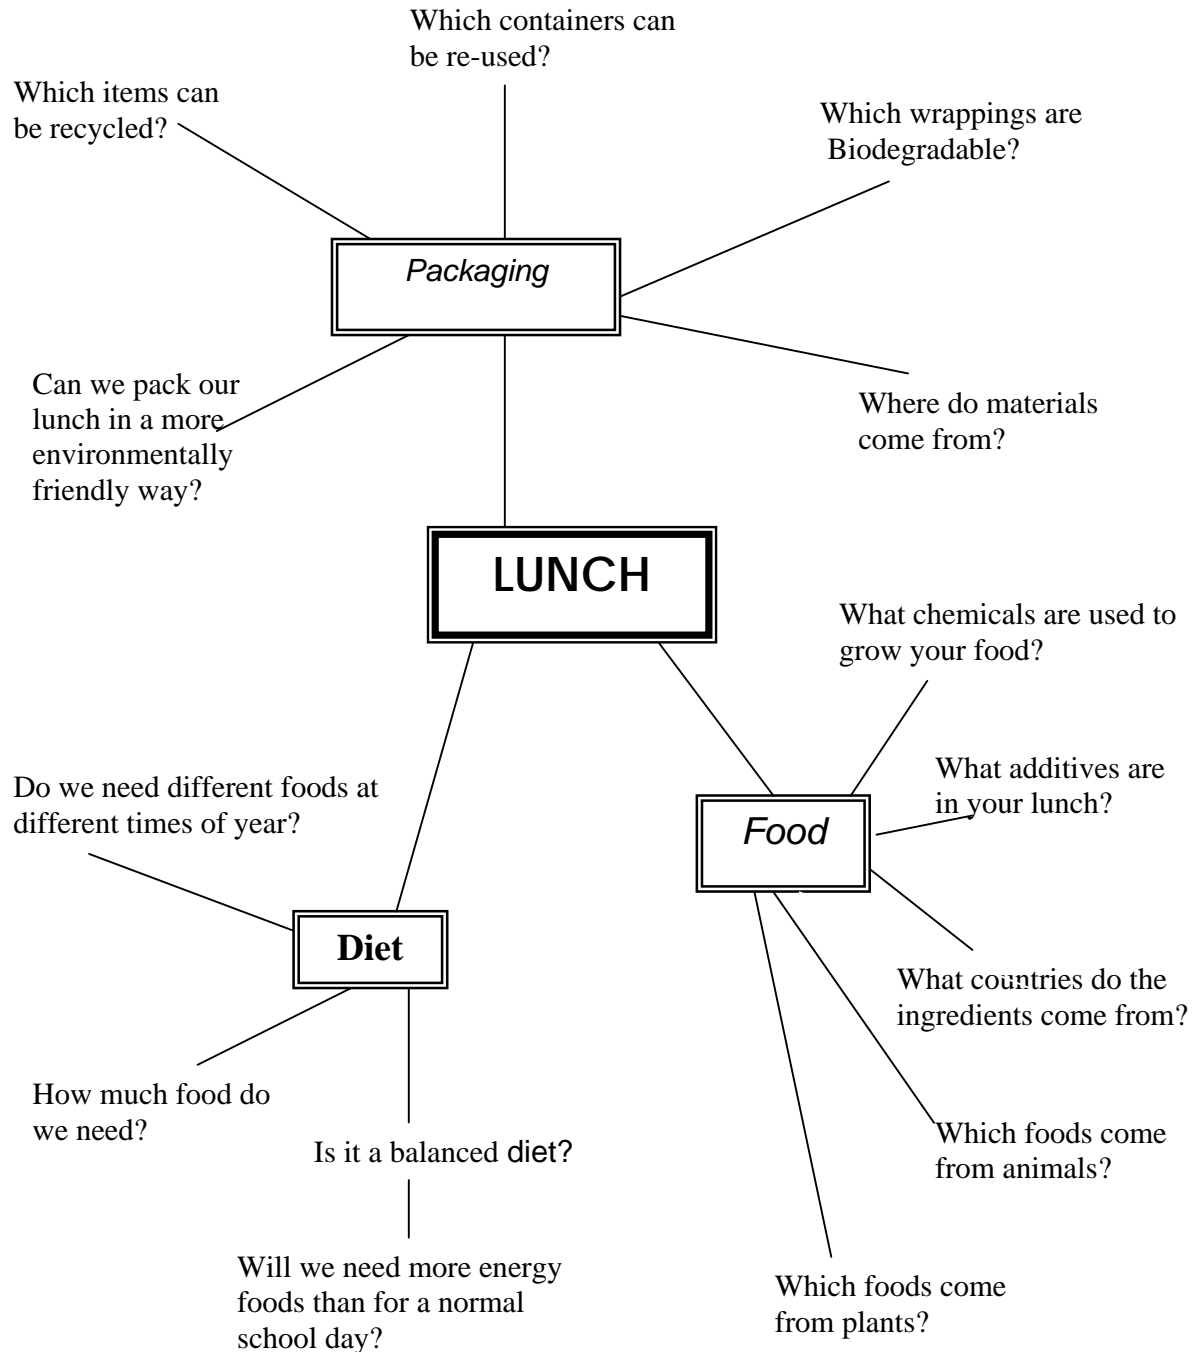 Which containers can
be re-used?
Which items can
be recycled?
Which wrappings are
Biodegradable?
Packaging
Can we pack our
lunch in a more
environmentally
friendly way?
Where do materials
come from?
LUNCH
What chemicals are used to
grow your food?
What additives are
in your lunch?
Do we need different foods at
different times of year?
Food
Diet
What countries do the
ingredients come from?
How much food do
we need?
Is it a balanced diet?
Which foods come
from animals?
Will we need more energy
foods than for a normal
school day?
Which foods come
from plants?